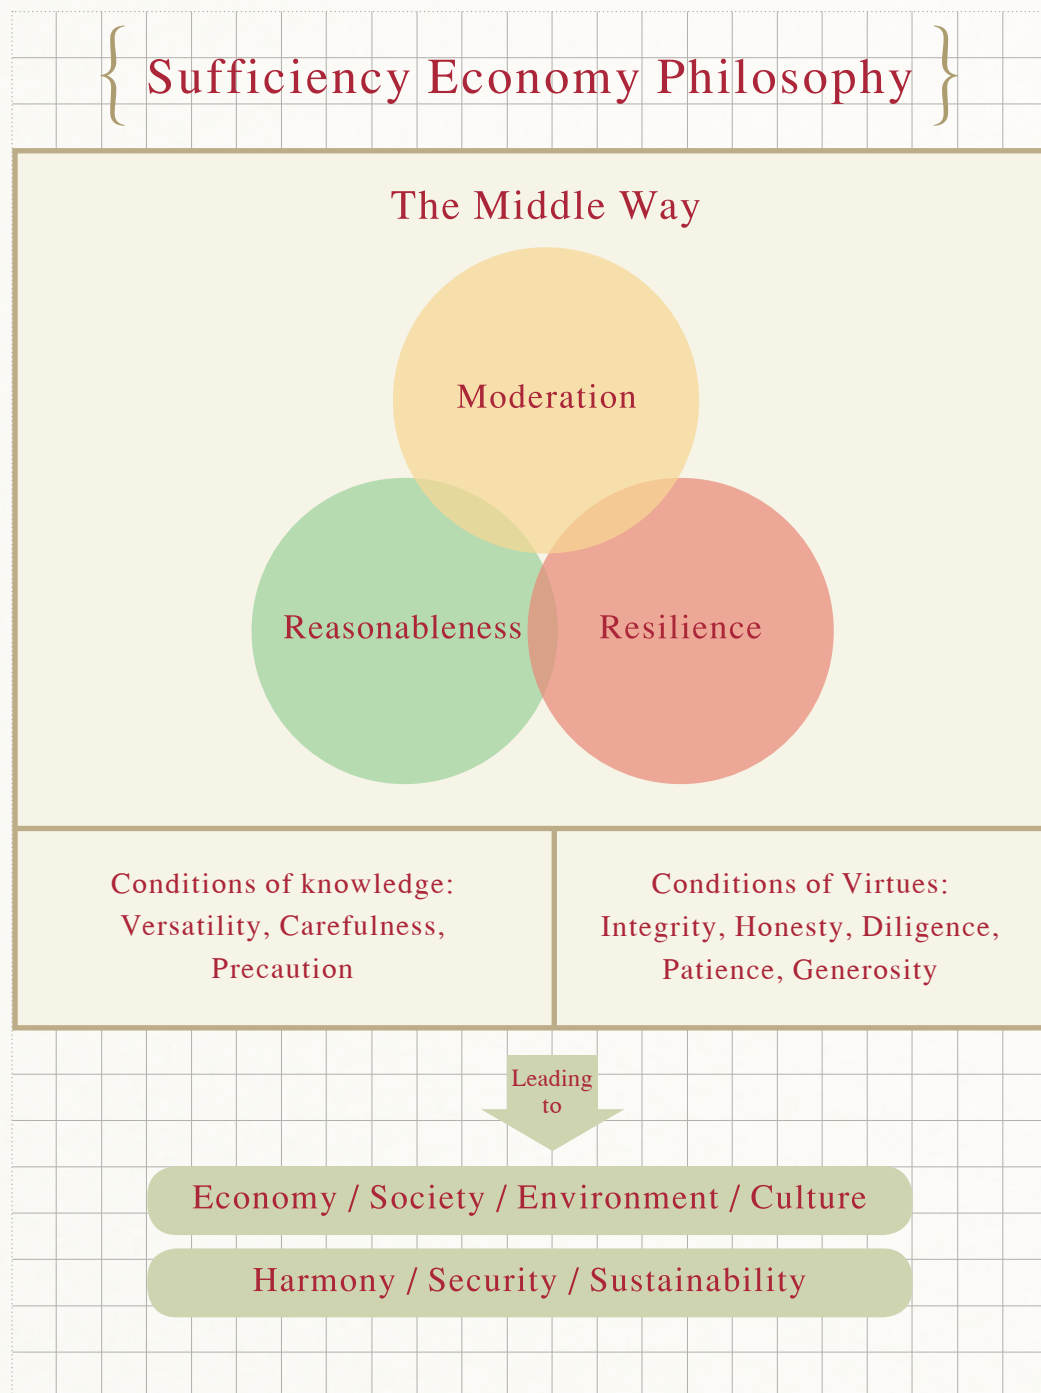 { Sufficiency Economy Philosophy }
The Middle Way
Moderation
Reasonableness
Resilience
Conditions of knowledge:
Versatility, Carefulness,
Precaution
Conditions of Virtues:
Integrity, Honesty, Diligence,
Patience, Generosity
Leading
to
Economy / Society / Environment / Culture
Harmony / Security / Sustainability